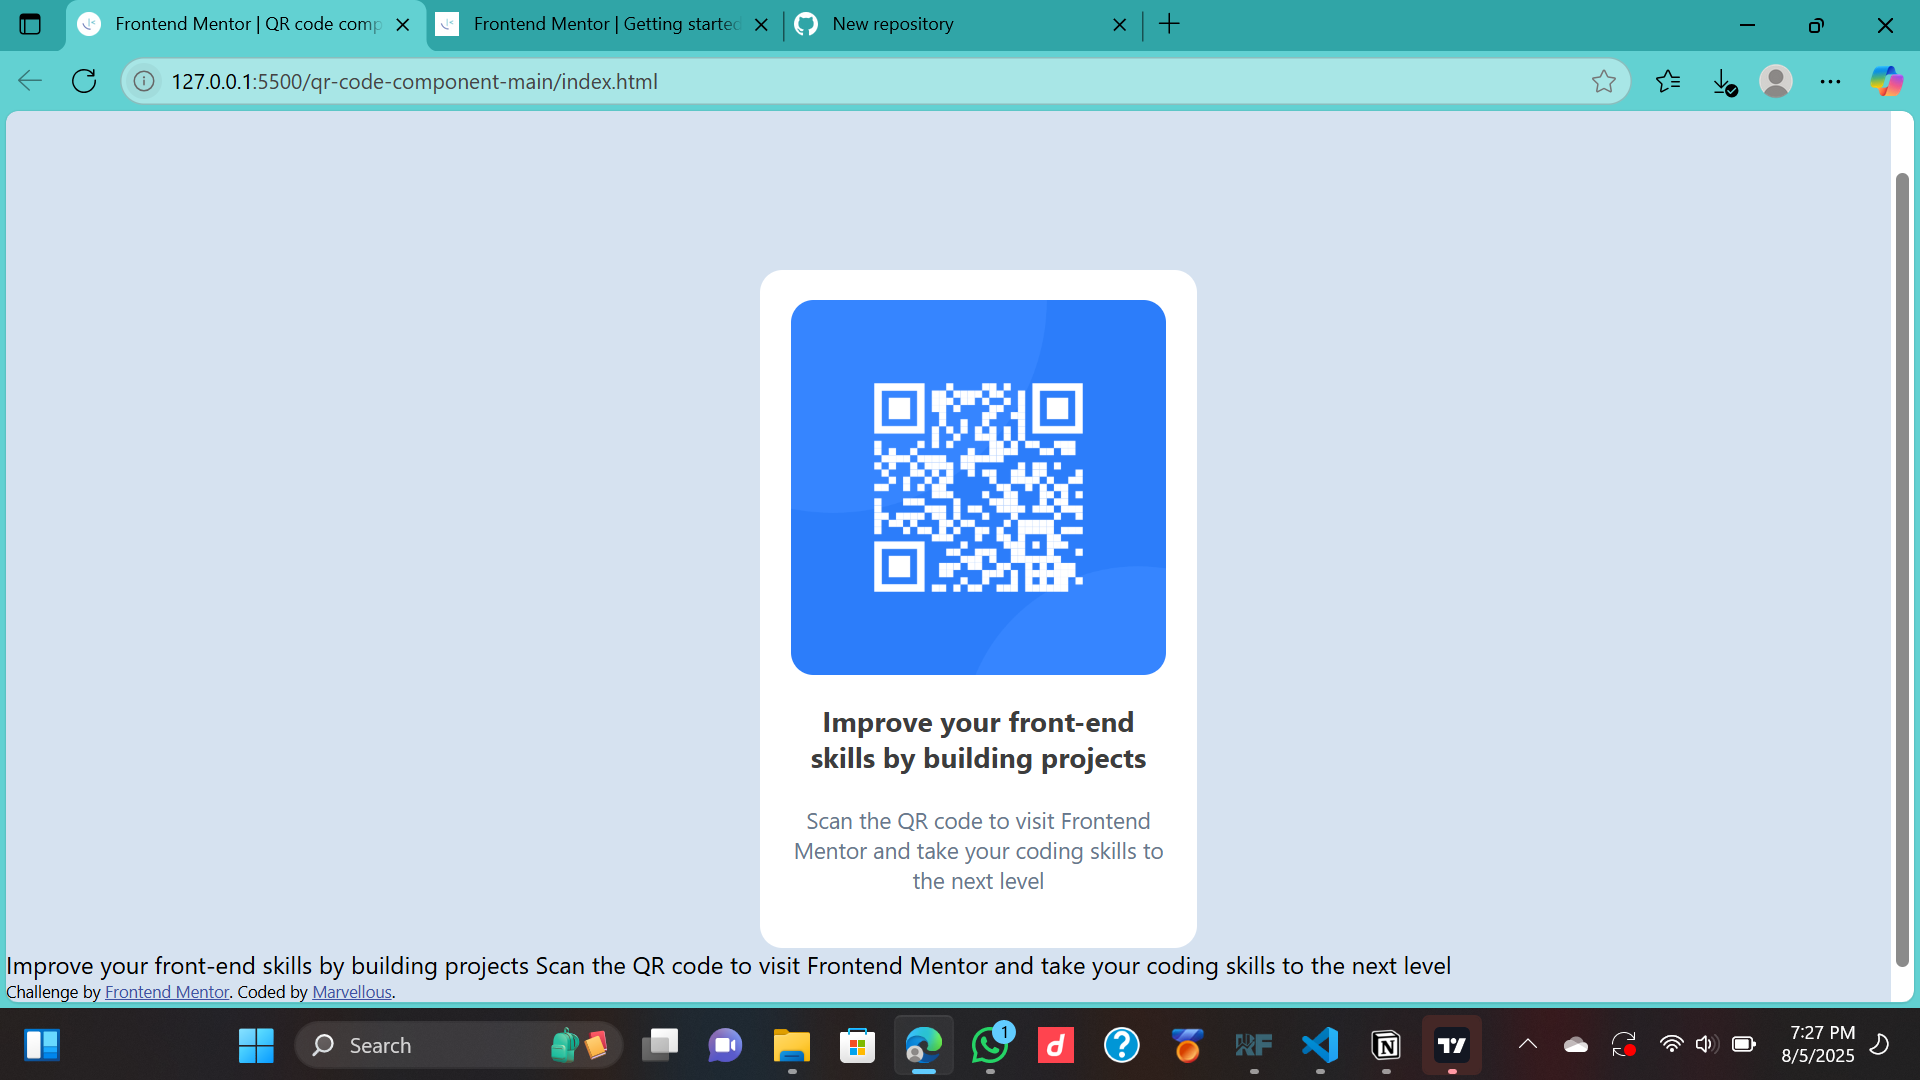 Frontend Mentor | QR code comp
Frontend Mentor | Getting started
New repository
127.0.0.1:5500/qr-code-component-main/index.html
Improve your front-end
skills by building projects
Scan the QR code to visit Frontend
Mentor and take your coding skills to
the next level
Improve your front-end skills by building projects Scan the QR code to visit Frontend Mentor and take your coding skills to the next level
Challenge by Frontend Mentor. Coded by Marvellous.
Search
1
7:27 PM
8/5/2025